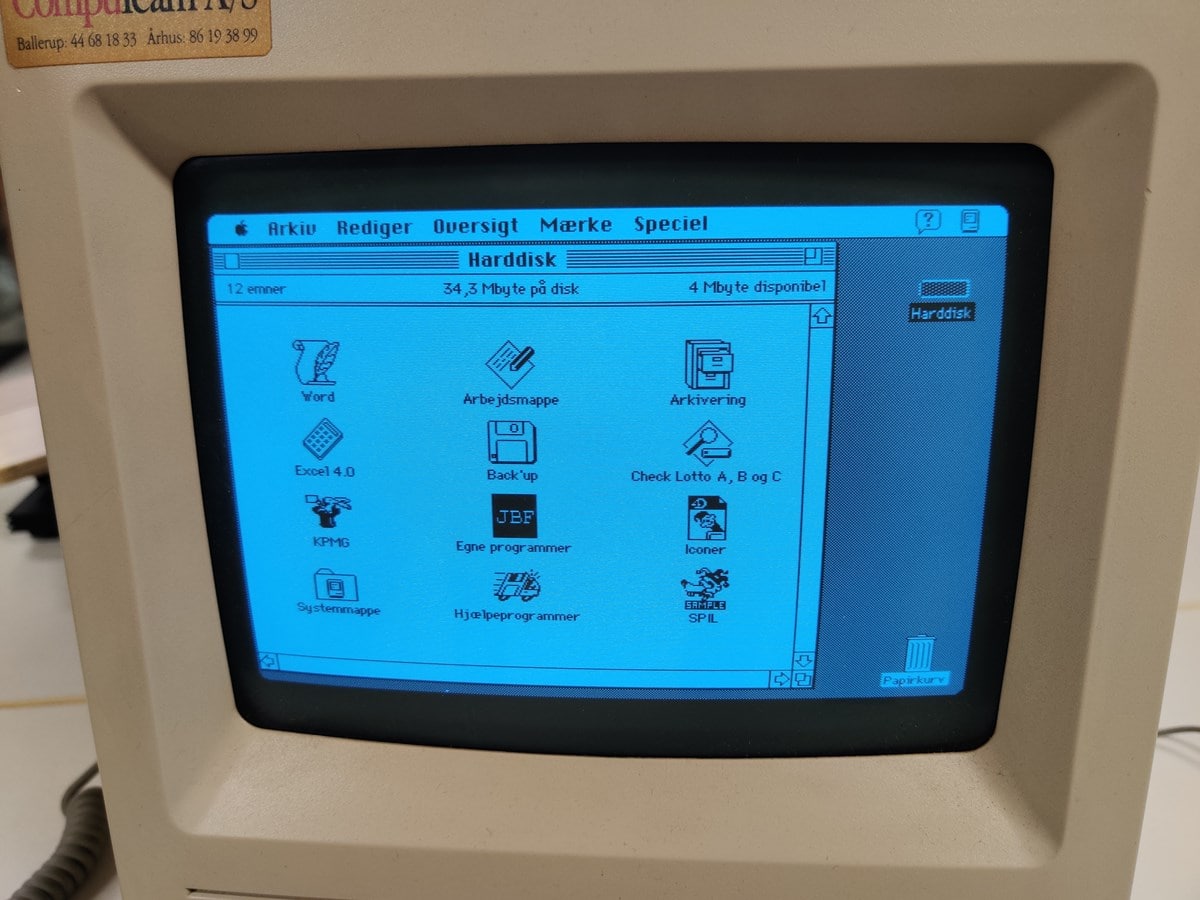 Computeam A/S
Ballerup: 44 68 18 33 Århus: 86 19 38 99
Arkiv Rediger Oversigt Mærke Speciel
Harddisk
12 emner 34,3 Mbyte på disk 4 Mbyte disponibel
Harddisk
Word Arbejdsmappe Arkivering
Excel 4.0 Back'up Check Lotto A, B og C
JBF
KPMG Egne programmer Iconer
SAMPLE
Systemmappe Hjælpeprogrammer SPIL
Papirkurv